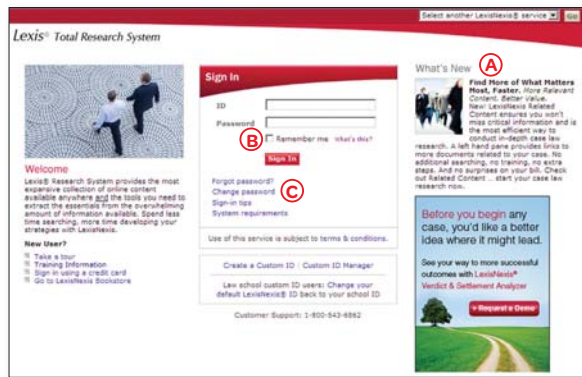 Select another LexisNexis® service
Go
Lexis® Total Research System
Welcome
Lexis® Research System provides the most
expansive collection of online content
available anywhere and the tools you need to
extract the essentials from the overwhelming
amount of information available. Spend less
time searching, more time developing your
strategies with LexisNexis.
New User?
Take a tour
Training Information
Sign in using a credit card
Go to LexisNexis Bookstore
Sign In
ID
Password
B
Remember me what's this?
Sign In
Forgot password?
Change password
C
Sign-in tips
System requirements
Use of this service is subject to terms & conditions.
Create a Custom ID | Custom ID Manager
Law school custom ID users: Change your
default LexisNexis® ID back to your school ID
Customer Support: 1-800-543-6862
What's New
A
Find More of What Matters
Most, Faster. More Relevant
Content. Better Value.
New! LexisNexis Related
Content ensures you won't
miss critical information and is
the most efficient way to
conduct in-depth case law
research. A left hand pane provides links to
more documents related to your case. No
additional searching, no training, no extra
steps. And no surprises on your bill. Check
out Related Content ... start your case law
research now.
Before you begin any
case, you'd like a better
idea where it might lead.
See your way to more successful
outcomes with LexisNexis®
Verdict & Settlement Analyzer
Request a Demo